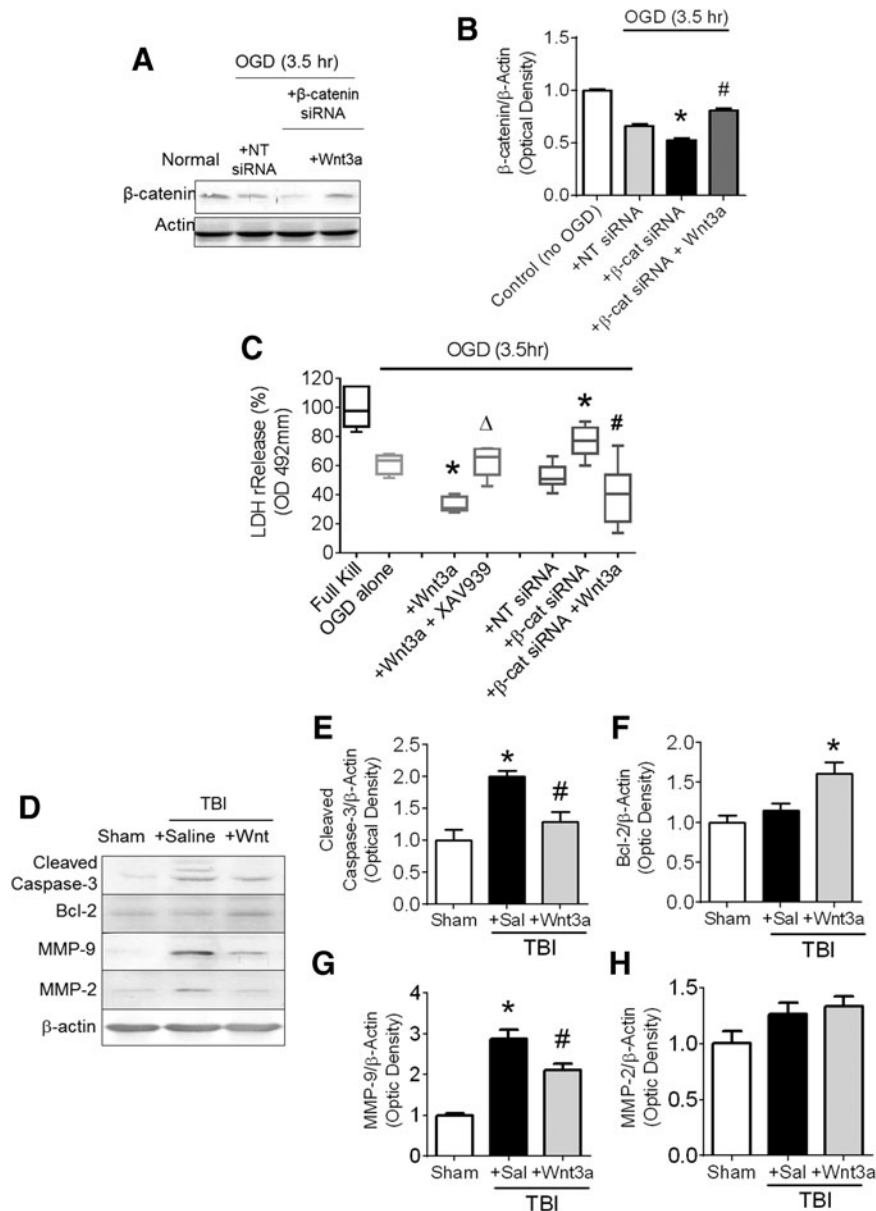 A
OGD (3.5 hr)
+β-catenin
siRNA
Normal
+NT
siRNA
+Wnt3a
β-catenin
Actin
B
OGD (3.5 hr)
β-catenin/β-Actin
(Optical Density)
1.5
1.0
0.5
0.0
*
#
Control (no OGD)
+NT siRNA
+β-cat siRNA
+β-cat siRNA + Wnt3a
C
OGD (3.5hr)
LDH rRelease (%)
(OD 492mm)
120
100
80
60
40
20
0
*
Δ
*
#
Full Kill
OGD alone
+Wnt3a
+Wnt3a + XAV939
+NT siRNA
+β-cat siRNA
+β-cat siRNA +Wnt3a
D
TBI
Sham +Saline +Wnt
Cleaved
Caspase-3
Bcl-2
MMP-9
MMP-2
β-actin
E
Cleaved
Caspase-3/β-Actin
(Optical Density)
2.5
2.0
1.5
1.0
0.5
0.0
*
#
Sham +Sal +Wnt3a
TBI
F
Bcl-2/β-Actin
(Optic Density)
2.0
1.5
1.0
0.5
0.0
*
Sham +Sal +Wnt3a
TBI
G
MMP-9/β-Actin
(Optic Density)
4
3
2
1
0
*
#
Sham +Sal +Wnt3a
TBI
H
MMP-2/β-Actin
(Optic Density)
1.5
1.0
0.5
0.0
Sham +Sal +Wnt3a
TBI